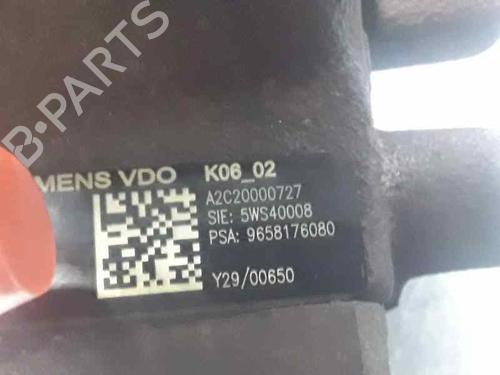 MENS VDO K06_02
A2C20000727
SIE: 5WS40008
PSA: 9658176080
Y29/00650
B-PARTS